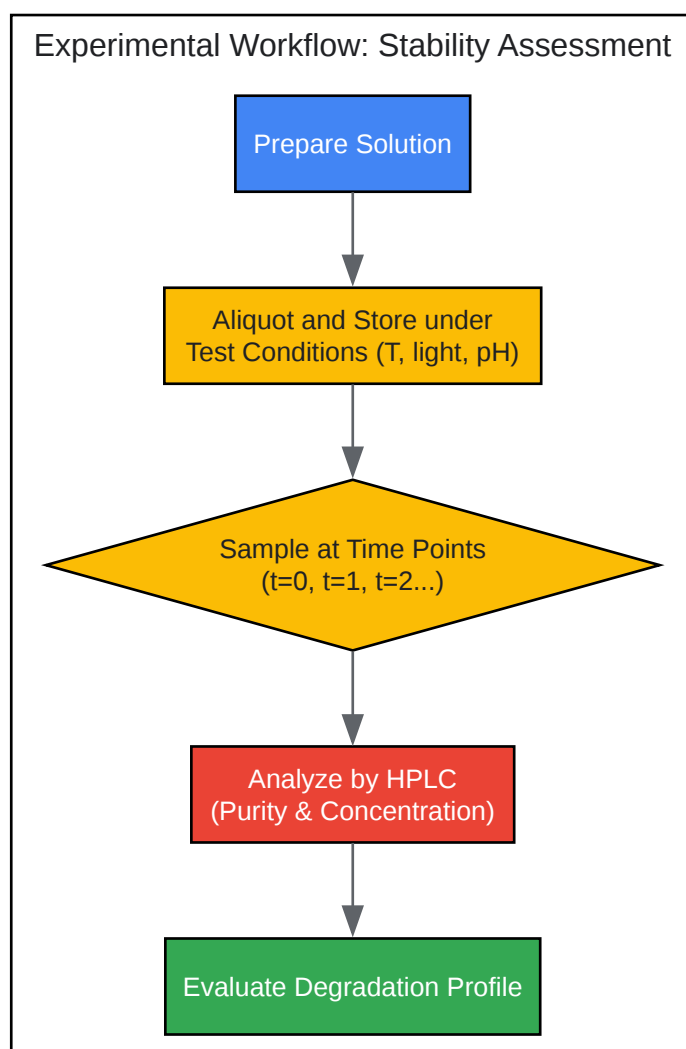 Experimental Workflow: Stability Assessment
Prepare Solution
Aliquot and Store under
Test Conditions (T, light, pH)
Sample at Time Points
(t=0, t=1, t=2...)
Analyze by HPLC
(Purity & Concentration)
Evaluate Degradation Profile